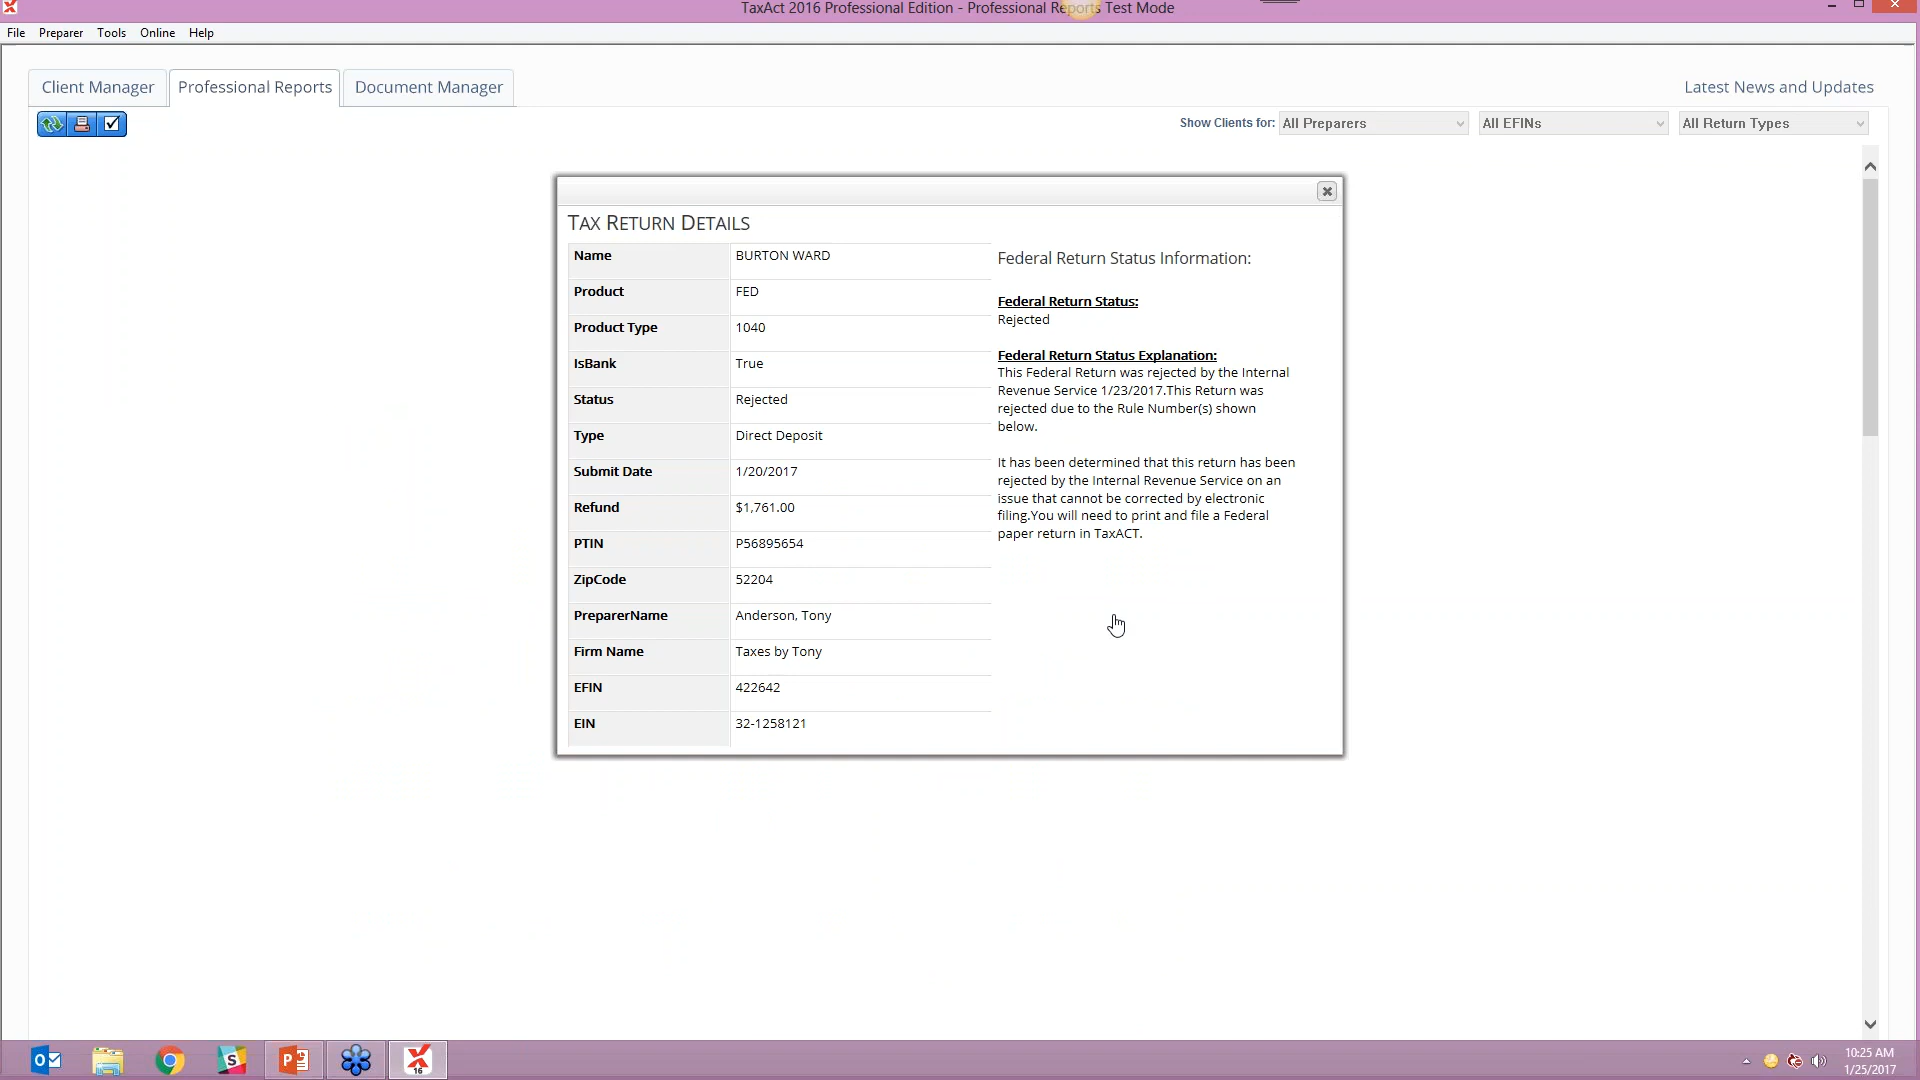 TaxAct 2016 Professional Edition - Professional Reports Test Mode
File Preparer Tools Online Help
Client Manager Professional Reports Document Manager Latest News and Updates
Show Clients for: All Preparers All EFINs All Return Types
TAX RETURN DETAILS
Name BURTON WARD
Product FED
Product Type 1040
IsBank True
Status Rejected
Type Direct Deposit
Submit Date 1/20/2017
Refund $1,761.00
PTIN P56895654
ZipCode 52204
PreparerName Anderson, Tony
Firm Name Taxes by Tony
EFIN 422642
EIN 32-1258121
Federal Return Status Information:
Federal Return Status:
Rejected
Federal Return Status Explanation:
This Federal Return was rejected by the Internal
Revenue Service 1/23/2017.This Return was
rejected due to the Rule Number(s) shown
below.
It has been determined that this return has been
rejected by the Internal Revenue Service on an
issue that cannot be corrected by electronic
filing.You will need to print and file a Federal
paper return in TaxACT.
16
10:25 AM
1/25/2017